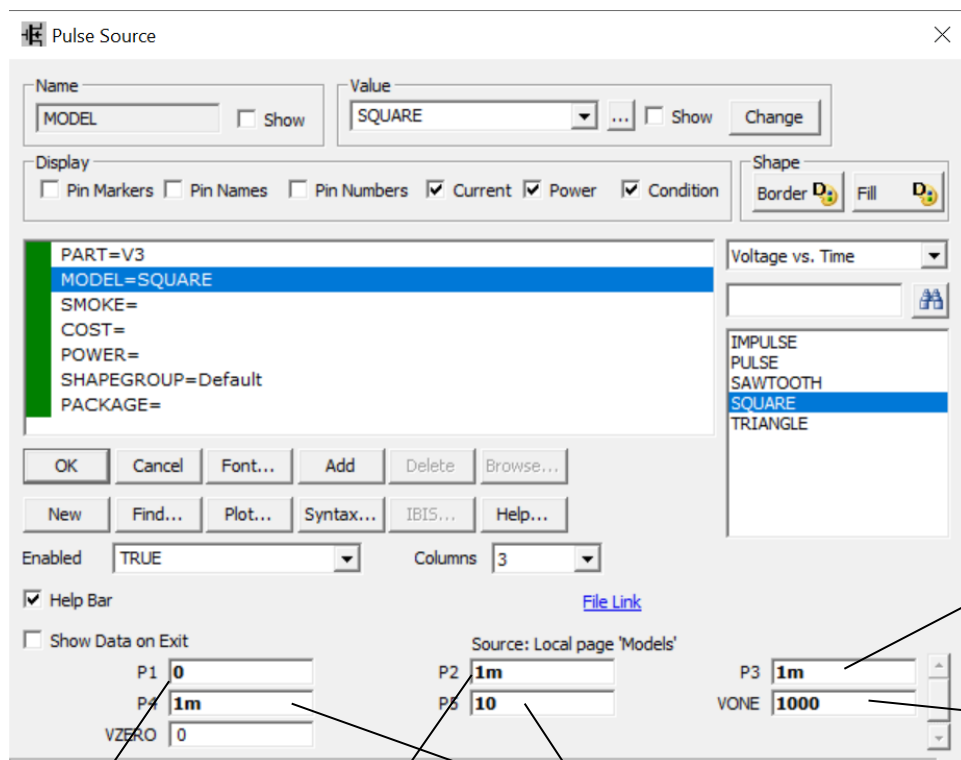 Pulse Source
Name
MODEL
Show
Value
SQUARE
...
Show
Change
Display
Pin Markers Pin Names Pin Numbers Current Power Condition
Shape
Border Fill
PART=V3
MODEL=SQUARE
SMOKE=
COST=
POWER=
SHAPEGROUP=Default
PACKAGE=
Voltage vs. Time
IMPULSE
PULSE
SAWTOOTH
SQUARE
TRIANGLE
OK Cancel Font... Add Delete Browse...
New Find... Plot... Syntax... IBIS... Help...
Enabled TRUE Columns 3
Help Bar File Link
Show Data on Exit Source: Local page 'Models'
P1 0 P2 1m P3 1m
P4 1m P5 10 VONE 1000
VZERO 0